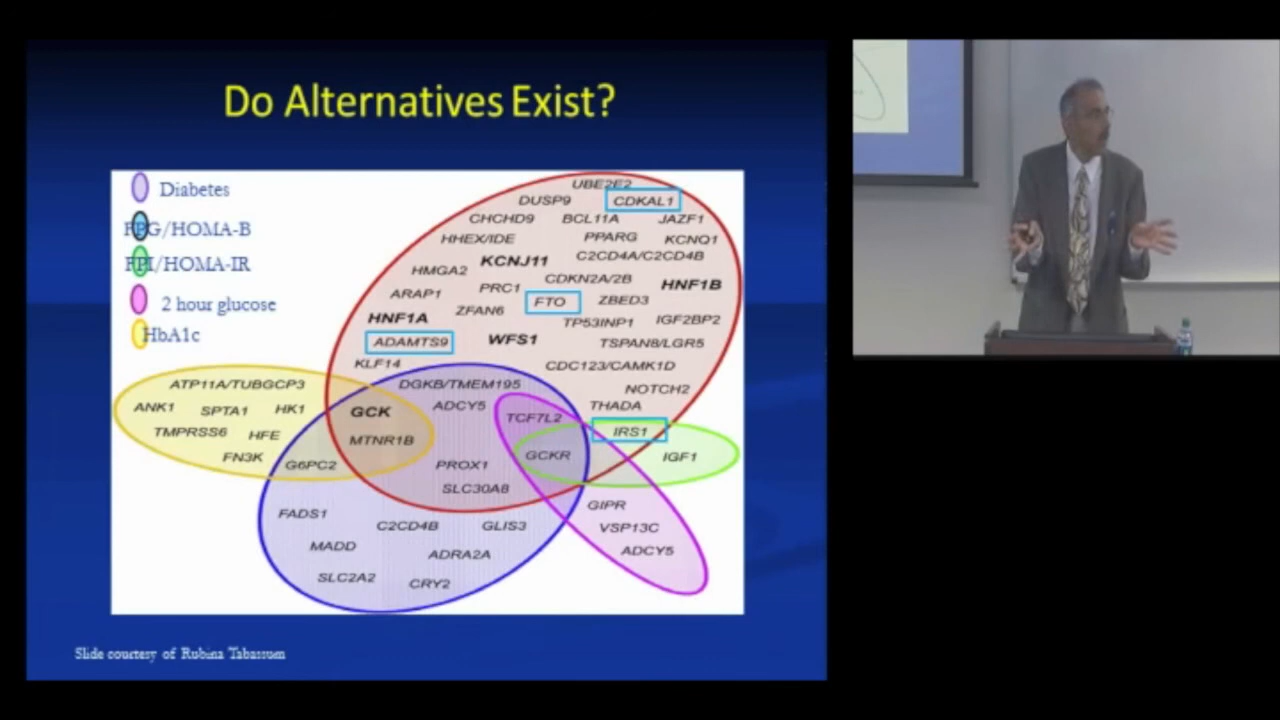 Do Alternatives Exist?
Diabetes
FPG/HOMA-B
FPI/HOMA-IR
2 hour glucose
HbA1c
UBE2E2
DUSP9
CDKAL1
CHCHD9
BCL11A
JAZF1
HHEX/IDE
PPARG
KCNQ1
KCNJ11
C2CD4A/C2CD4B
HMGA2
CDKN2A/2B
PRC1
HNF1B
ARAP1
FTO
ZBED3
ZFAN6
HNF1A
TP53INP1
IGF2BP2
ADAMTS9
WFS1
TSPAN8/LGR5
KLF14
CDC123/CAMK1D
ATP11A/TUBGCP3
DGKB/TMEM195
NOTCH2
ANK1
SPTA1
HK1
GCK
ADCY5
THADA
TCF7L2
TMPRSS6
HFE
MTNR1B
IRS1
FN3K
G6PC2
PROX1
GCKR
IGF1
SLC30A8
FADS1
C2CD4B
GLIS3
GIPR
VSP13C
MADD
ADRA2A
ADCY5
SLC2A2
CRY2
Slide courtesy of Rubina Tabassum